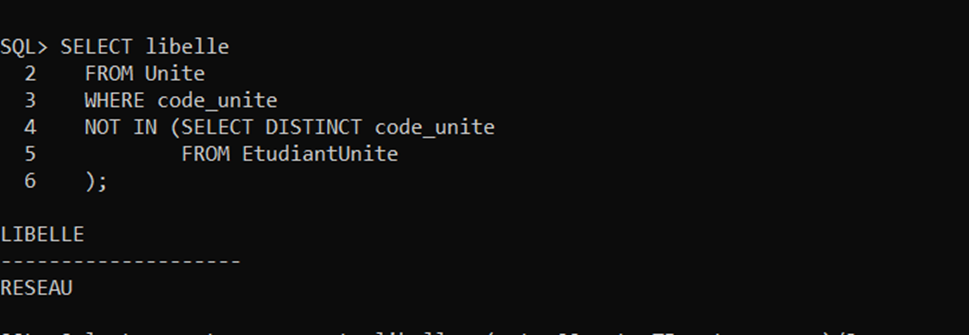 SQL> SELECT libelle
2 FROM Unite
3 WHERE code_unite
4 NOT IN (SELECT DISTINCT code_unite
5 FROM EtudiantUnite
6 );
LIBELLE
--------------------
RESEAU